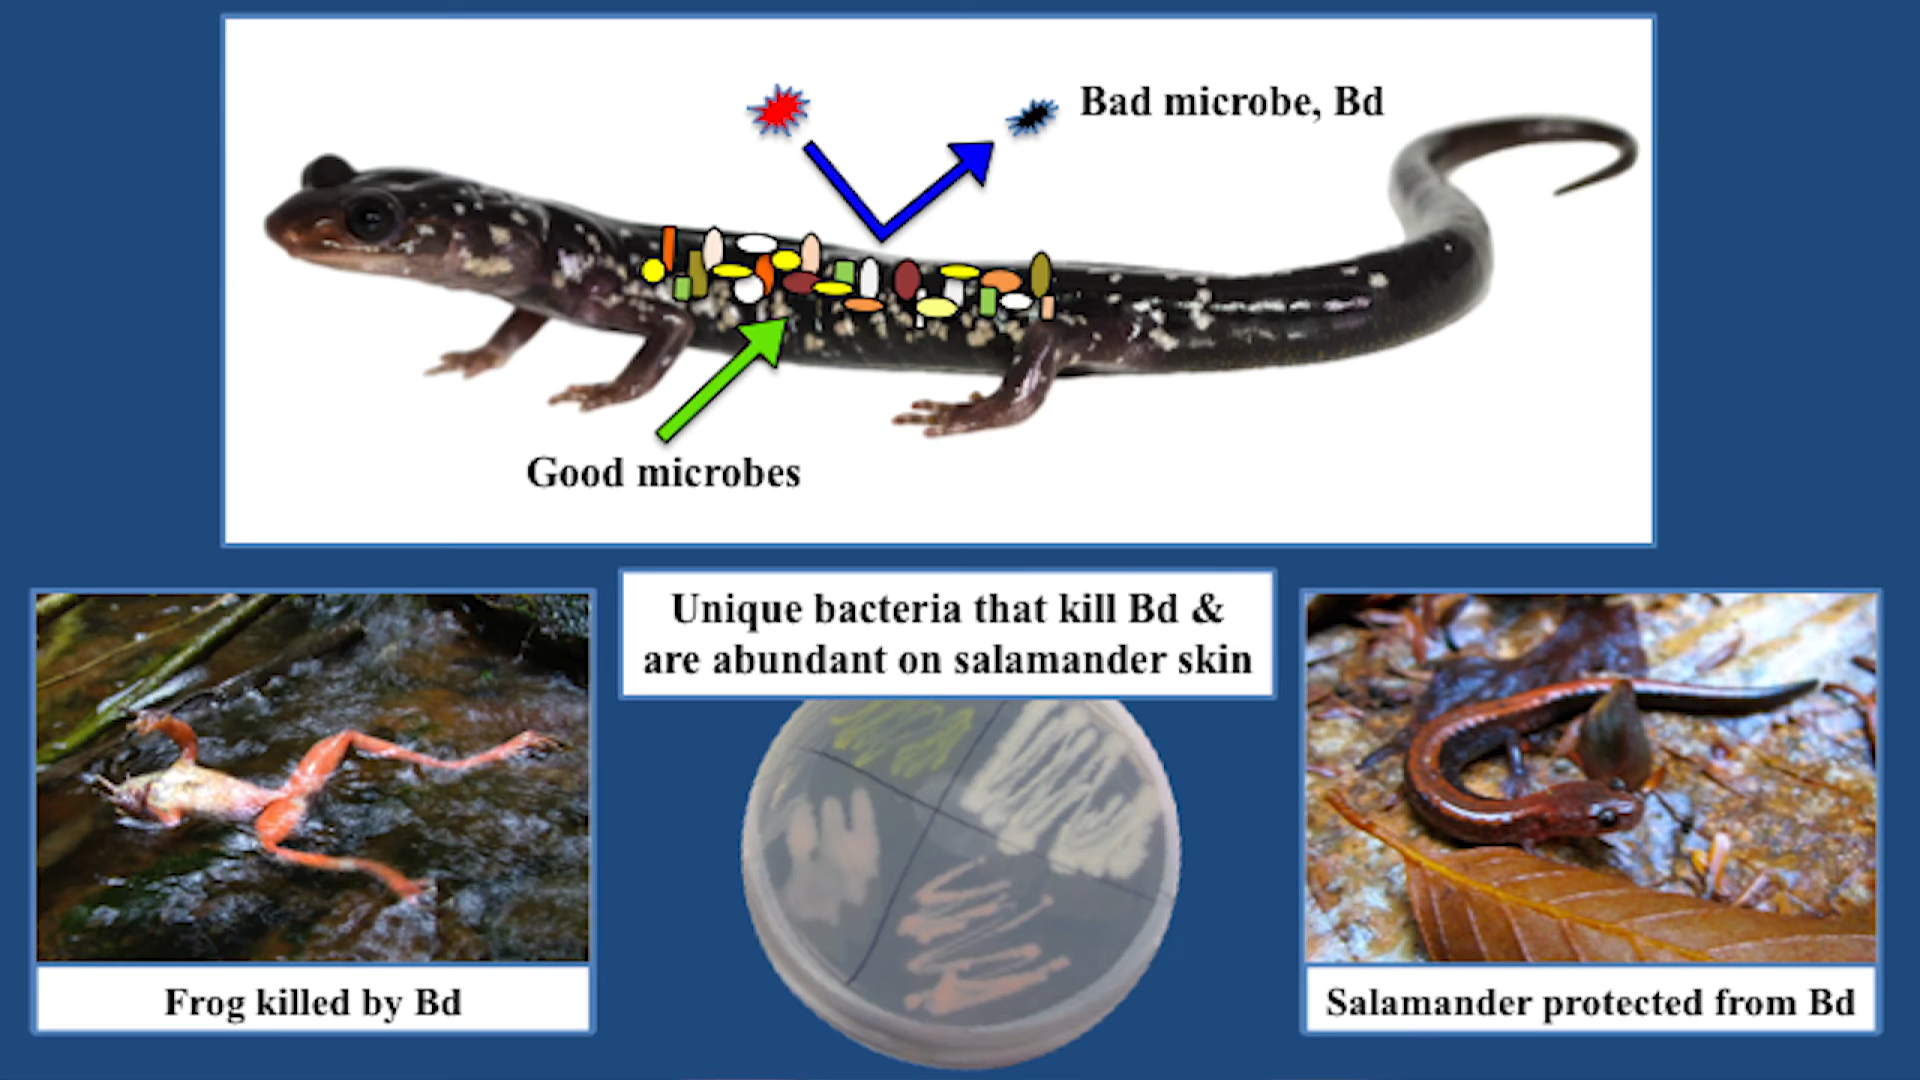 Bad microbe, Bd
Good microbes
Unique bacteria that kill Bd &
are abundant on salamander skin
Frog killed by Bd
Salamander protected from Bd